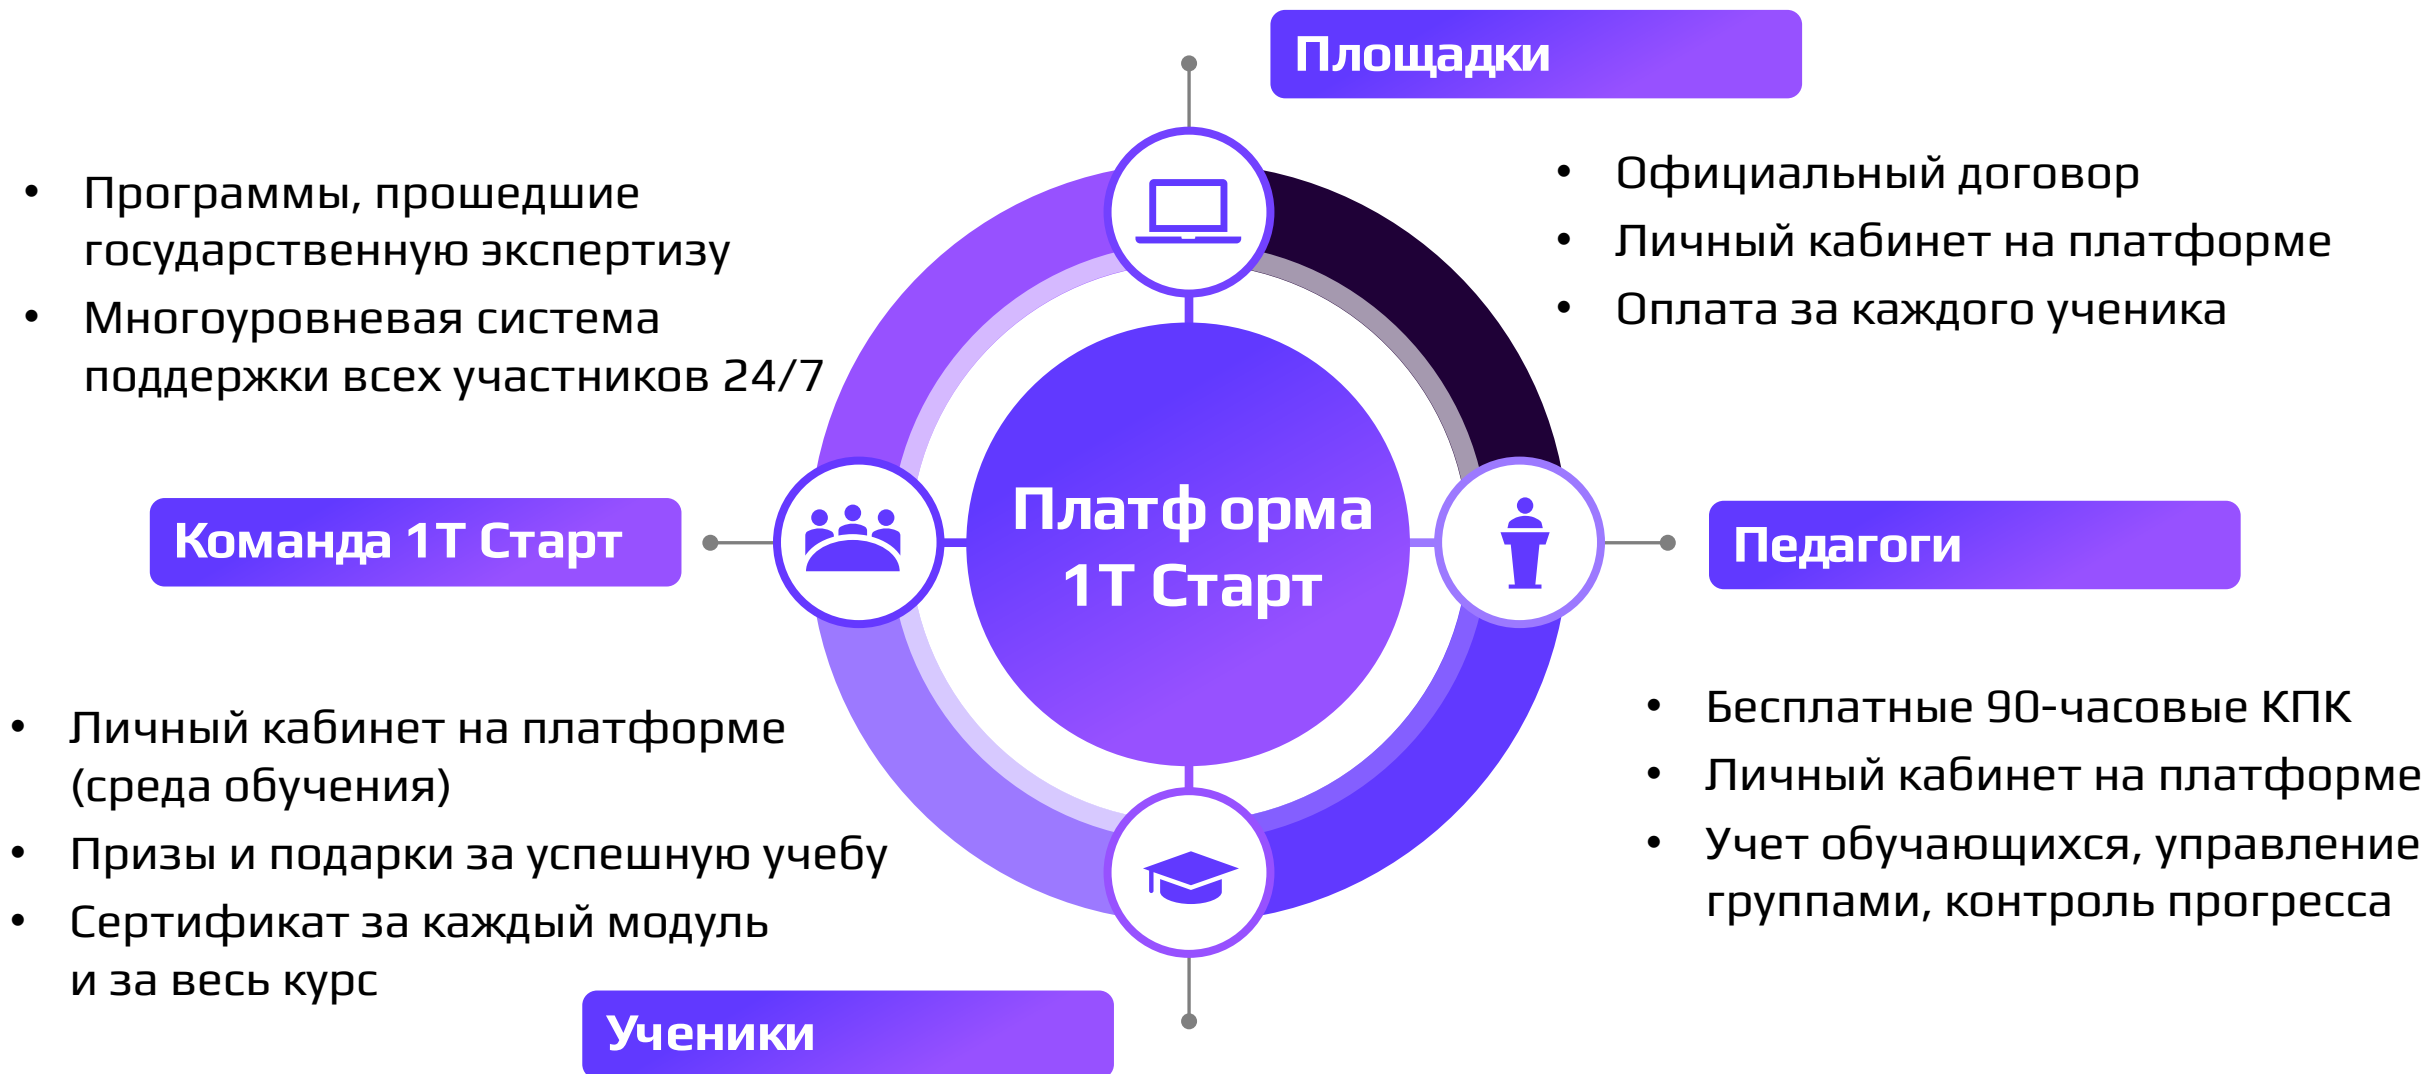 Площадки
• Официальный договор
• Личный кабинет на платформе
• Оплата за каждого ученика
• Программы, прошедшие
государственную экспертизу
• Многоуровневая система
поддержки всех участников 24/7
Команда 1Т Старт
Платформа
1Т Старт
Педагоги
• Бесплатные 90-часовые КПК
• Личный кабинет на платформе
• Учет обучающихся, управление
группами, контроль прогресса
• Личный кабинет на платформе
(среда обучения)
• Призы и подарки за успешную учебу
• Сертификат за каждый модуль
и за весь курс
Ученики